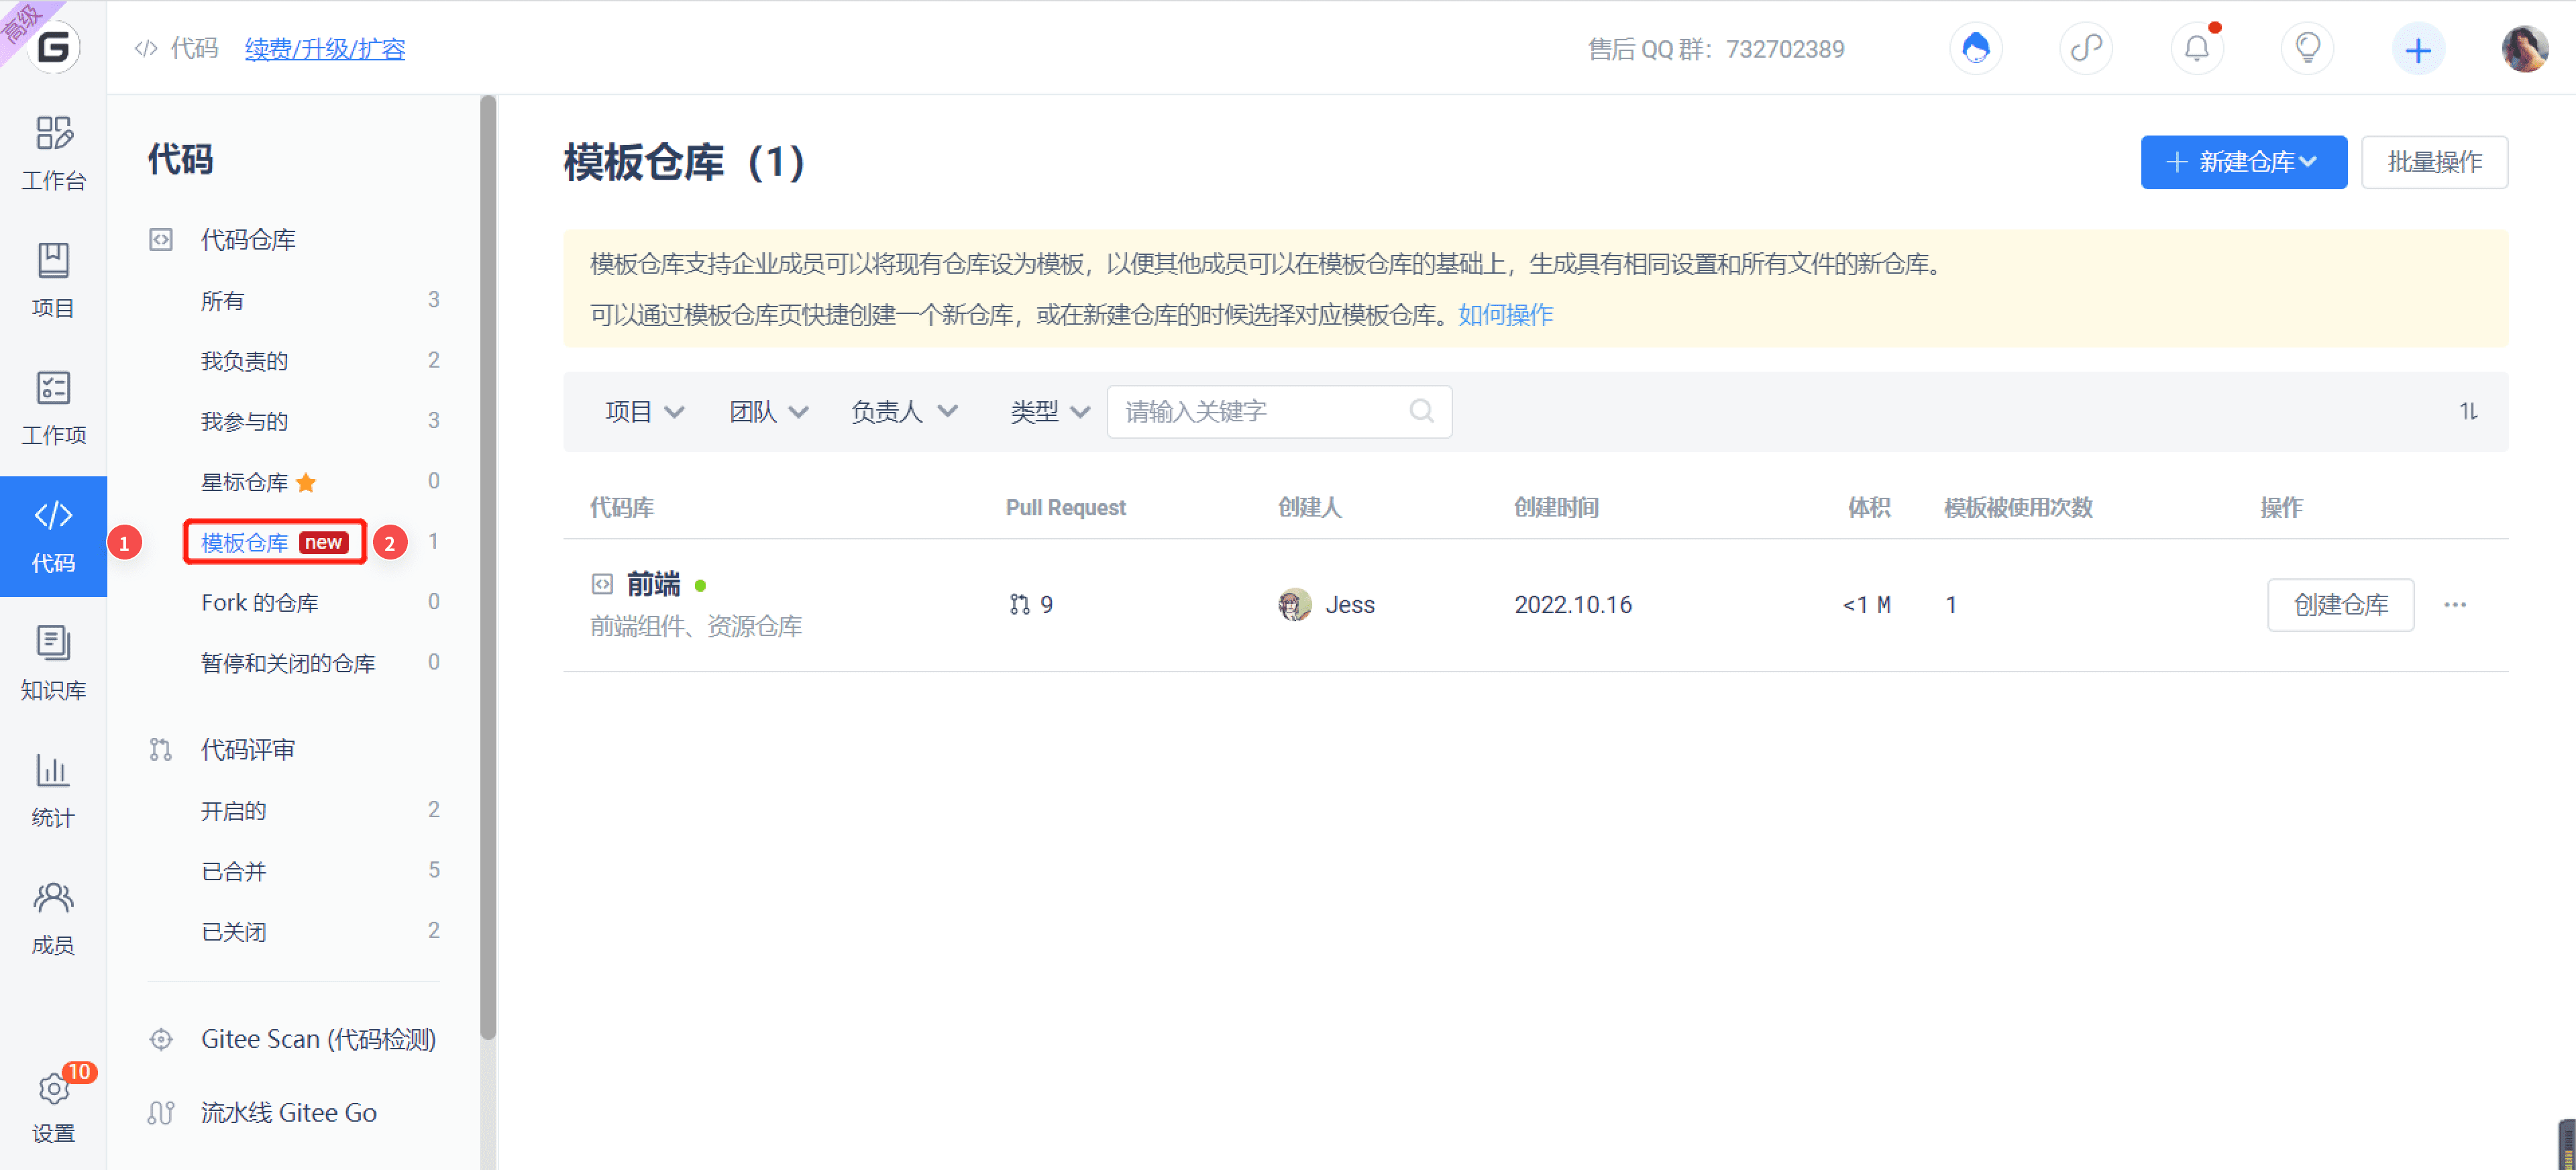 高级
代码
续费/升级/扩容
售后 QQ 群：732702389
工作台
项目
工作项
代码
知识库
统计
成员
10
设置
代码
代码仓库
所有 3
我负责的 2
我参与的 3
星标仓库 0
1
模板仓库 new 2 1
Fork 的仓库 0
暂停和关闭的仓库 0
代码评审
开启的 2
已合并 5
已关闭 2
Gitee Scan (代码检测)
流水线 Gitee Go
模板仓库（1）
新建仓库
批量操作
模板仓库支持企业成员可以将现有仓库设为模板，以便其他成员可以在模板仓库的基础上，生成具有相同设置和所有文件的新仓库。
可以通过模板仓库页快捷创建一个新仓库，或在新建仓库的时候选择对应模板仓库。如何操作
项目 团队 负责人 类型 请输入关键字
代码库 Pull Request 创建人 创建时间 体积 模板被使用次数 操作
前端 9 Jess 2022.10.16 <1 M 1 创建仓库
前端组件、资源仓库